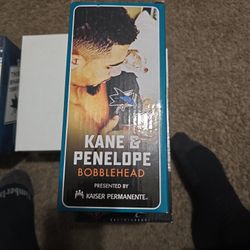 KANE &
PENELOPE
BOBBLEHEAD
PRESENTED BY
KAISER PERMANENTE